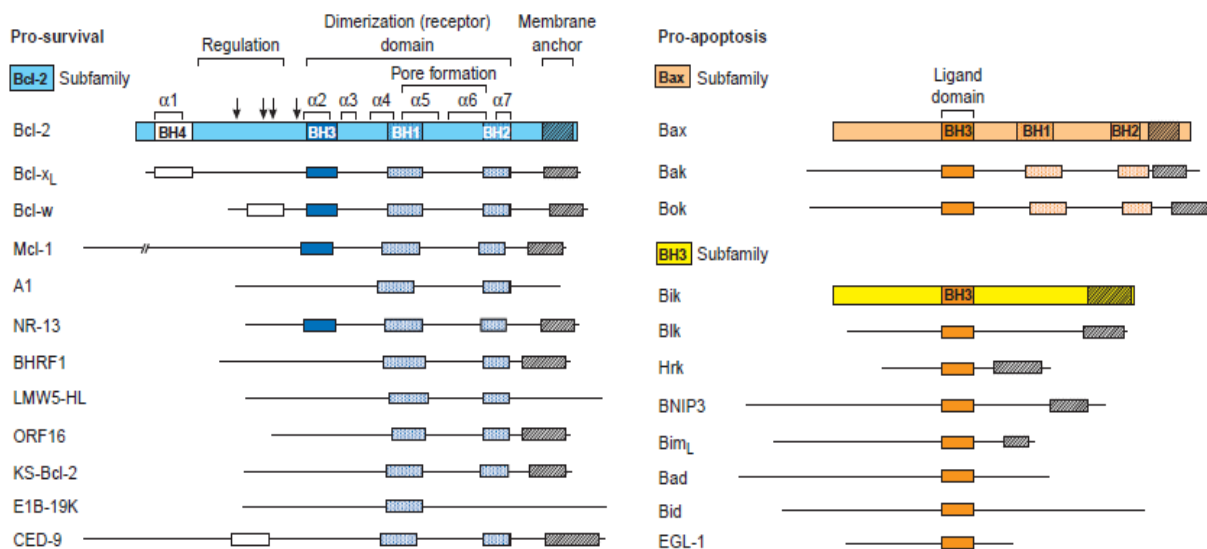 Pro-survival
Regulation
Dimerization (receptor)
domain
Membrane
anchor
Bcl-2 Subfamily
Pore formation
α1 α2 α3 α4 α5 α6 α7
Bcl-2 BH4 BH3 BH1 BH2
Bcl-xL
Bcl-w
Mcl-1
A1
NR-13
BHRF1
LMW5-HL
ORF16
KS-Bcl-2
E1B-19K
CED-9
Pro-apoptosis
Bax Subfamily
Ligand
domain
Bax BH3 BH1 BH2
Bak
Bok
BH3 Subfamily
Bik BH3
Blk
Hrk
BNIP3
BimL
Bad
Bid
EGL-1